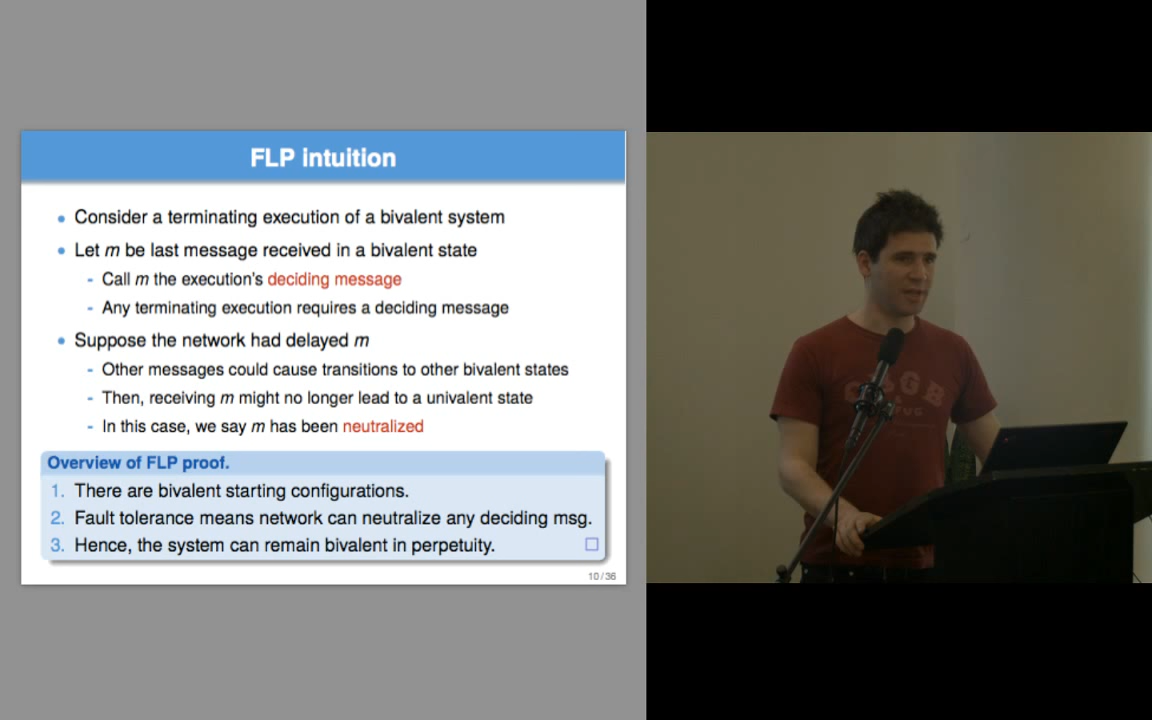 FLP intuition
• Consider a terminating execution of a bivalent system
• Let m be last message received in a bivalent state
- Call m the execution's deciding message
- Any terminating execution requires a deciding message
• Suppose the network had delayed m
- Other messages could cause transitions to other bivalent states
- Then, receiving m might no longer lead to a univalent state
- In this case, we say m has been neutralized
Overview of FLP proof.
1. There are bivalent starting configurations.
2. Fault tolerance means network can neutralize any deciding msg.
3. Hence, the system can remain bivalent in perpetuity. □
10/36